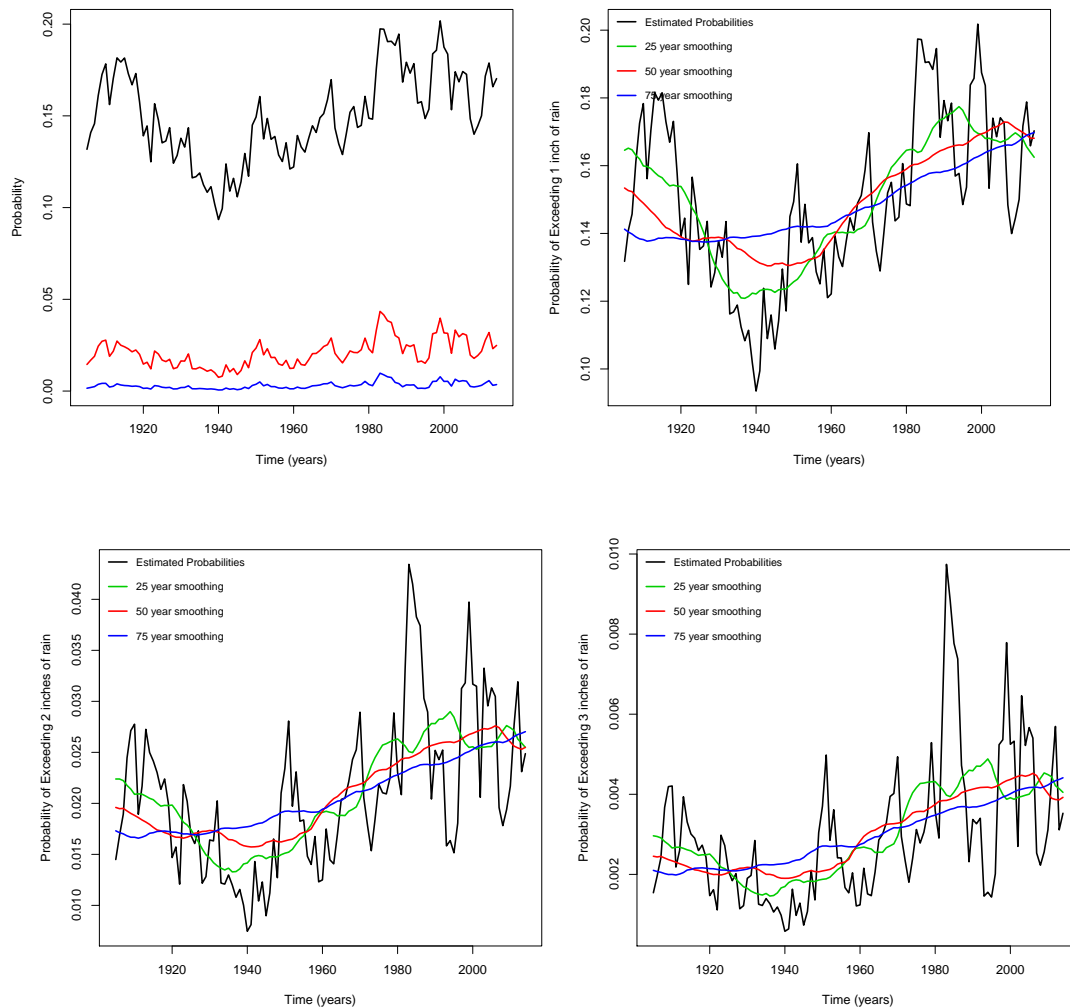 Probability
0.00
0.05
0.10
0.15
0.20
1920
1940
1960
1980
2000
Time (years)
Probability of Exceeding 1 inch of rain
0.10
0.12
0.14
0.16
0.18
0.20
Estimated Probabilities
25 year smoothing
50 year smoothing
75 year smoothing
1920
1940
1960
1980
2000
Time (years)
Probability of Exceeding 2 inches of rain
0.010
0.015
0.020
0.025
0.030
0.035
0.040
Estimated Probabilities
25 year smoothing
50 year smoothing
75 year smoothing
1920
1940
1960
1980
2000
Time (years)
Probability of Exceeding 3 inches of rain
0.002
0.004
0.006
0.008
0.010
Estimated Probabilities
25 year smoothing
50 year smoothing
75 year smoothing
1920
1940
1960
1980
2000
Time (years)